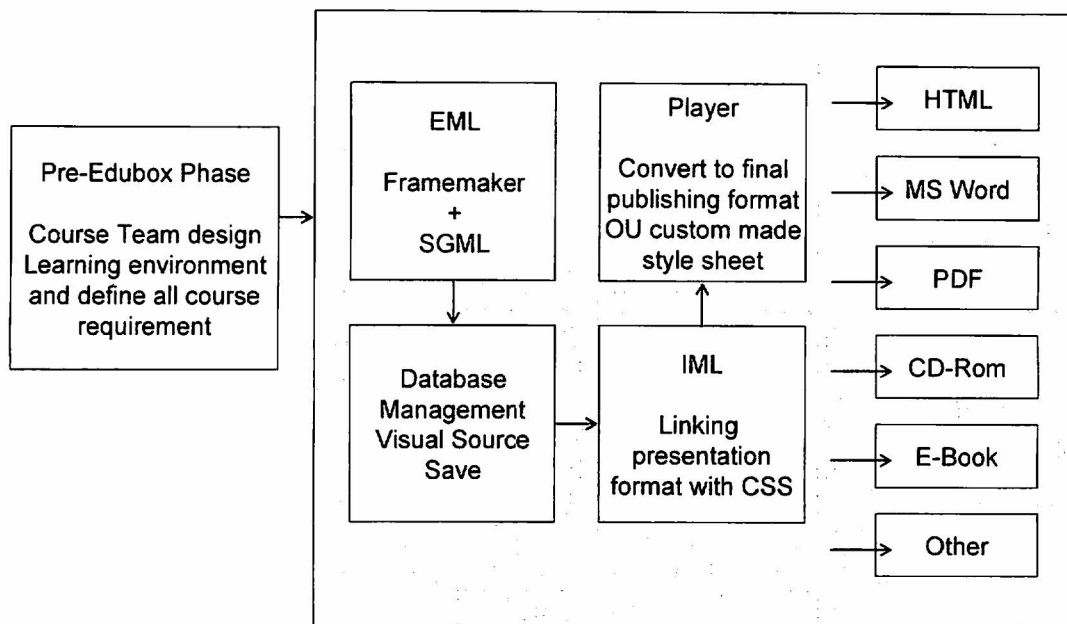 Pre-Edubox Phase
Course Team design
Learning environment
and define all course
requirement
EML
Framemaker
+
SGML
Database
Management
Visual Source
Save
IML
Linking
presentation
format with CSS
Player
Convert to final
publishing format
OU custom made
style sheet
HTML
MS Word
PDF
CD-Rom
E-Book
Other